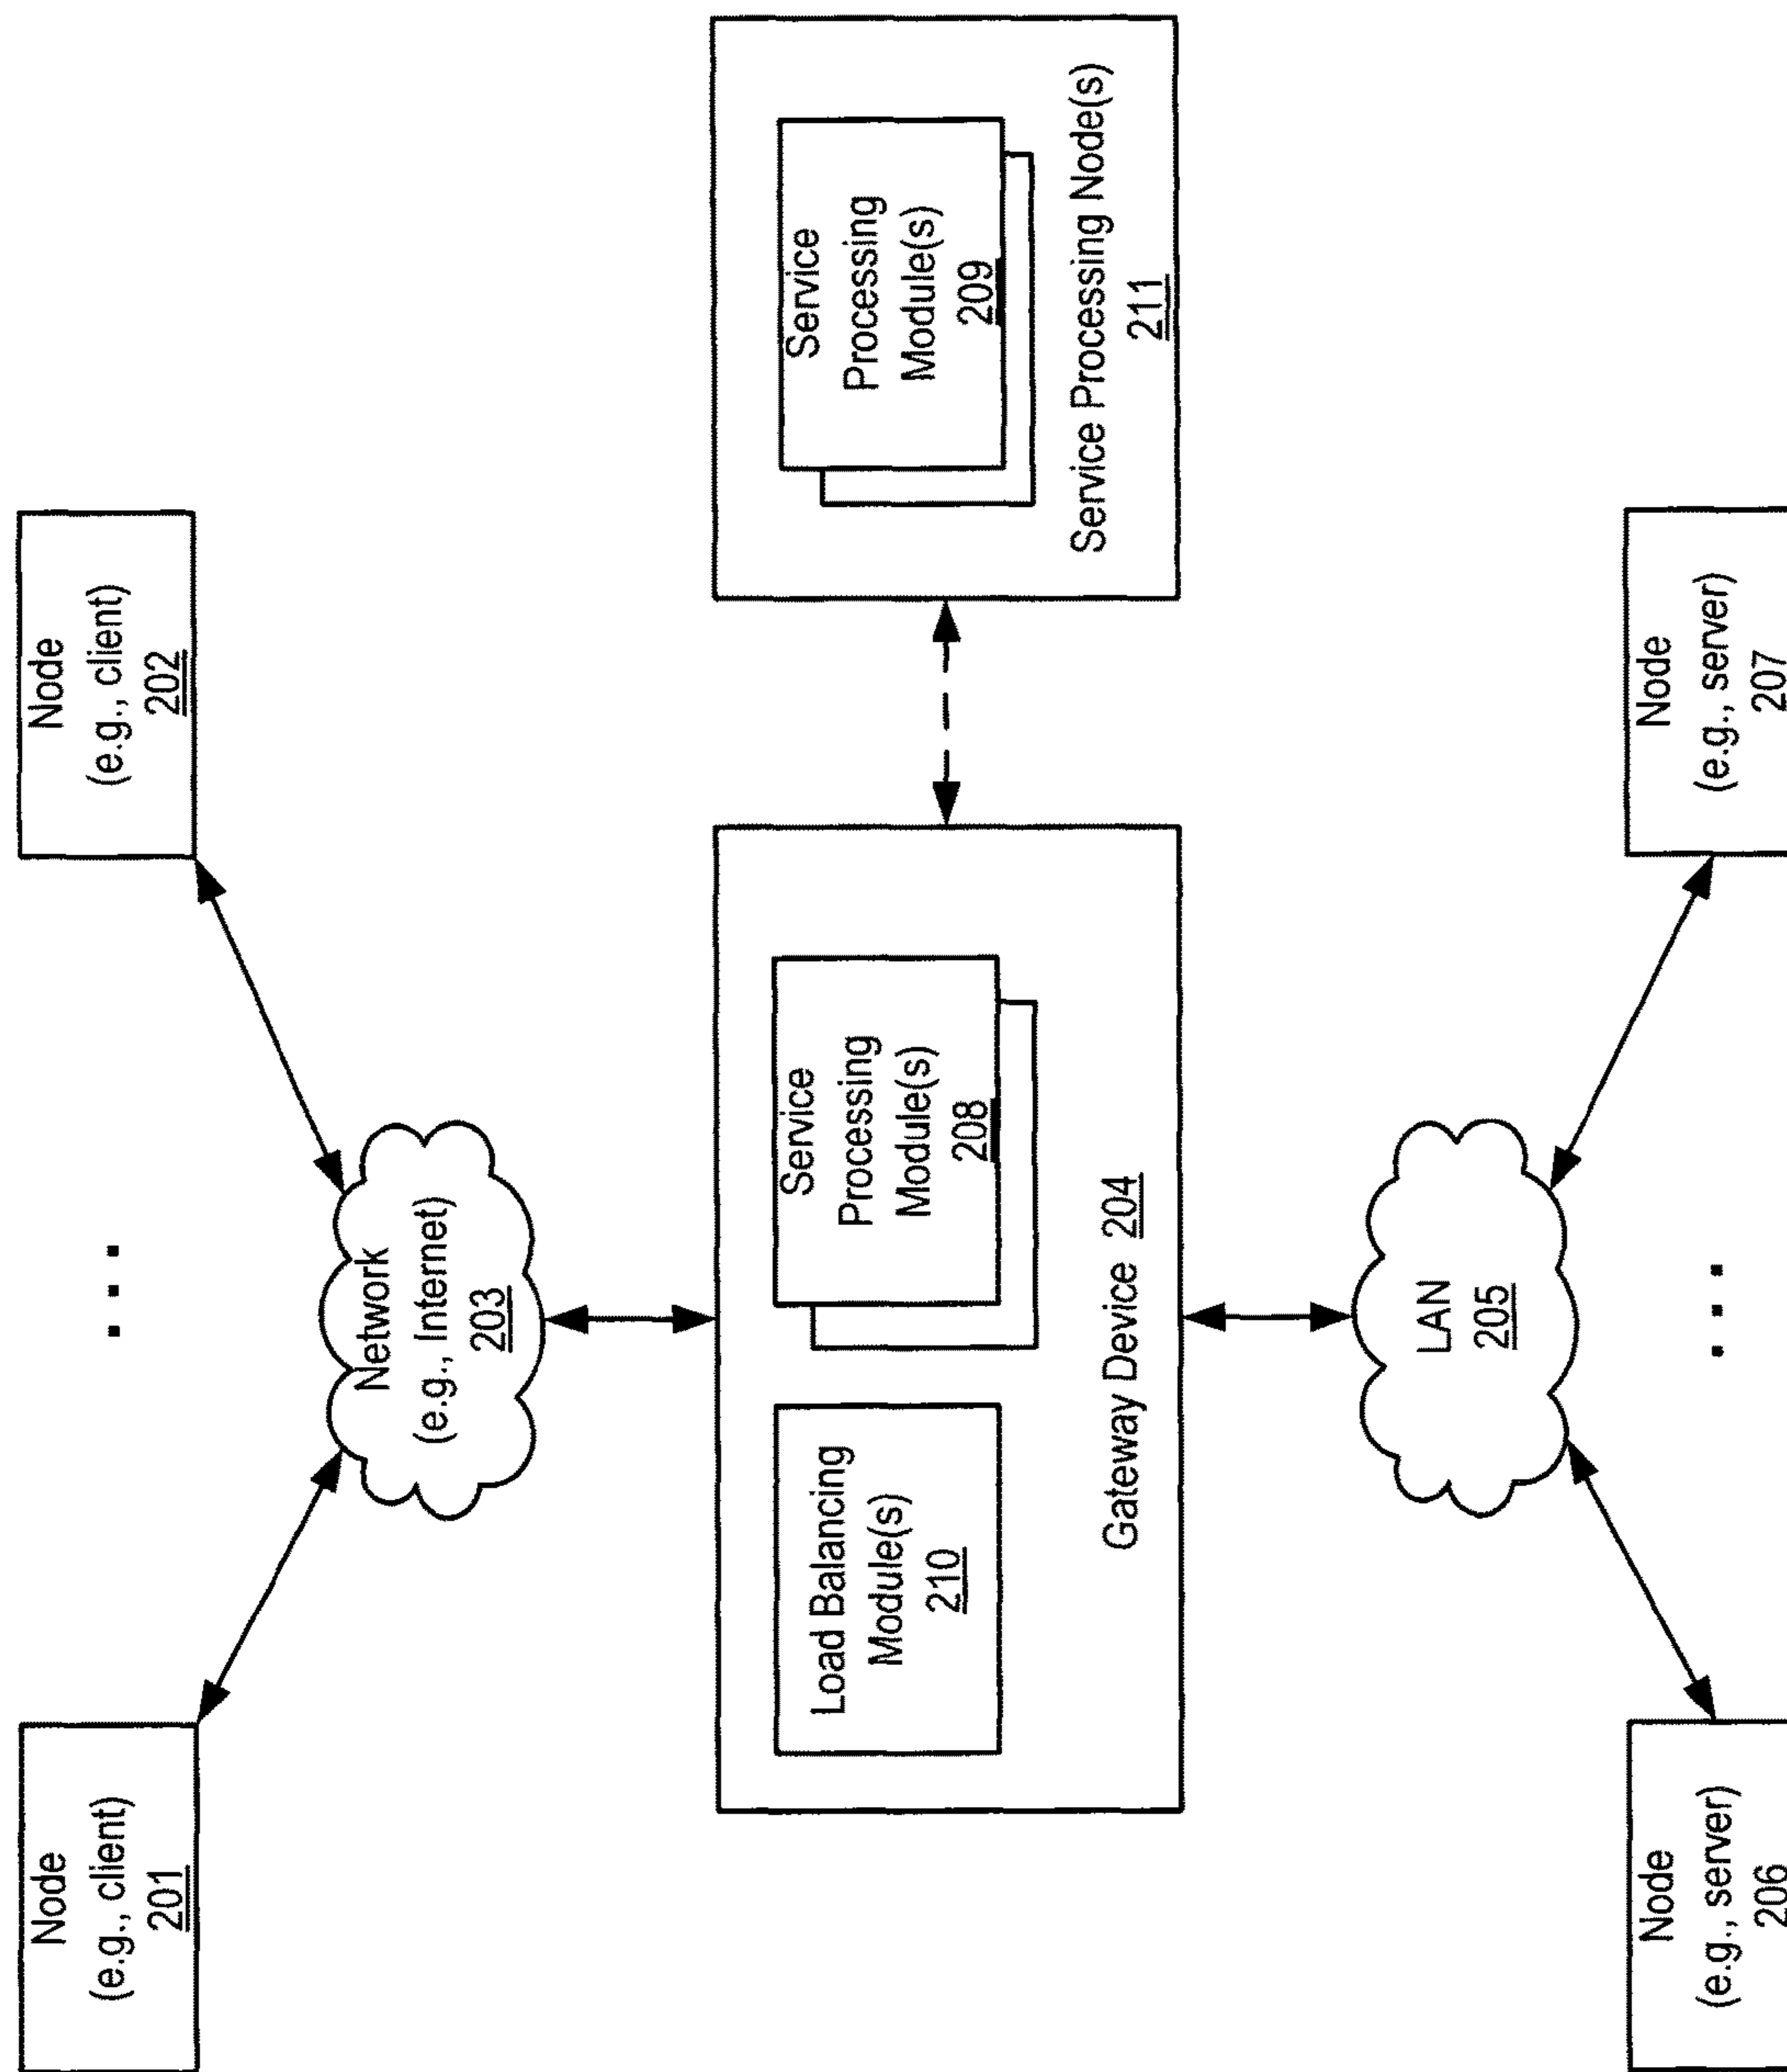 Node
(e.g., client)
201
. . .
Node
(e.g., client)
202
Network
(e.g., Internet)
203
Load Balancing
Module(s)
210
Service
Processing
Module(s)
208
Gateway Device 204
Service
Processing
Module(s)
209
Service Processing Node(s)
211
LAN
205
Node
(e.g., server)
206
. . .
Node
(e.g., server)
207